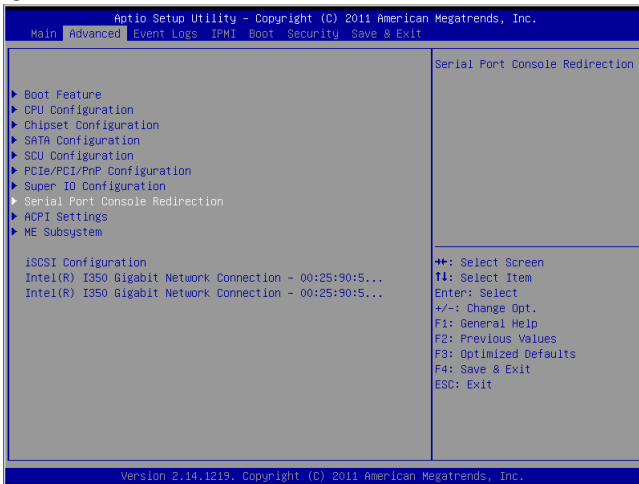 Aptio Setup Utility – Copyright (C) 2011 American Megatrends, Inc.
Main Advanced Event Logs IPMI Boot Security Save & Exit
Serial Port Console Redirection
▶ Boot Feature
▶ CPU Configuration
▶ Chipset Configuration
▶ SATA Configuration
▶ SCU Configuration
▶ PCIe/PCI/PnP Configuration
▶ Super IO Configuration
▶ Serial Port Console Redirection
▶ ACPI Settings
▶ ME Subsystem
iSCSI Configuration
Intel(R) I350 Gigabit Network Connection – 00:25:90:5...
Intel(R) I350 Gigabit Network Connection – 00:25:90:5...
→←: Select Screen
↑↓: Select Item
Enter: Select
+/-: Change Opt.
F1: General Help
F2: Previous Values
F3: Optimized Defaults
F4: Save & Exit
ESC: Exit
Version 2.14.1219. Copyright (C) 2011 American Megatrends, Inc.